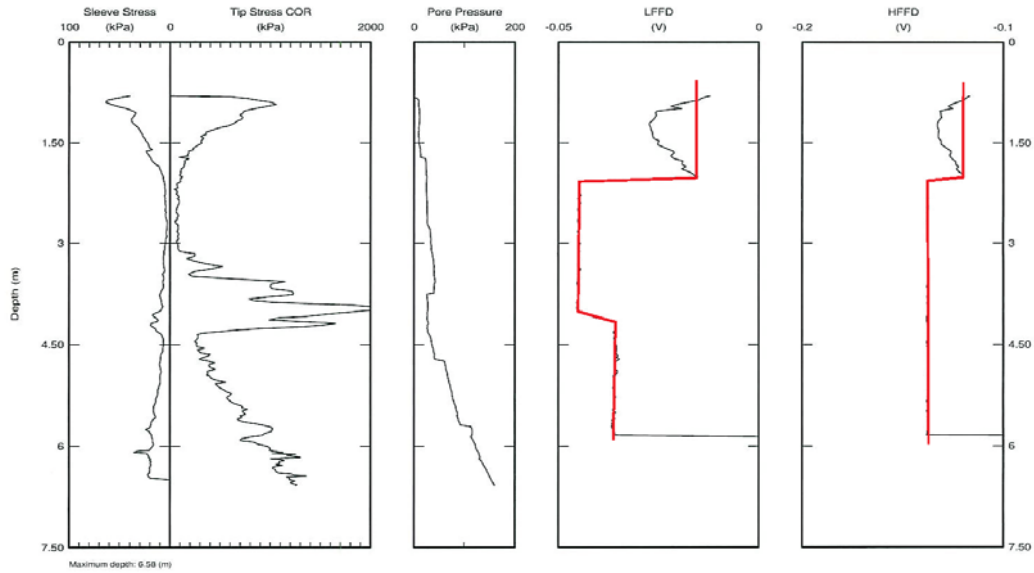 Sleeve Stress
100 (kPa)
Tip Stress COR
(kPa) 2000
Pore Pressure
0 (kPa) 200
LFFD
-0.05 (V) 0
HFFD
-0.2 (V) -0.1
0
1.50
3
4.50
6
7.50
Depth (m)
0
1.50
3
4.50
6
7.50
Maximum depth: 6.58 (m)